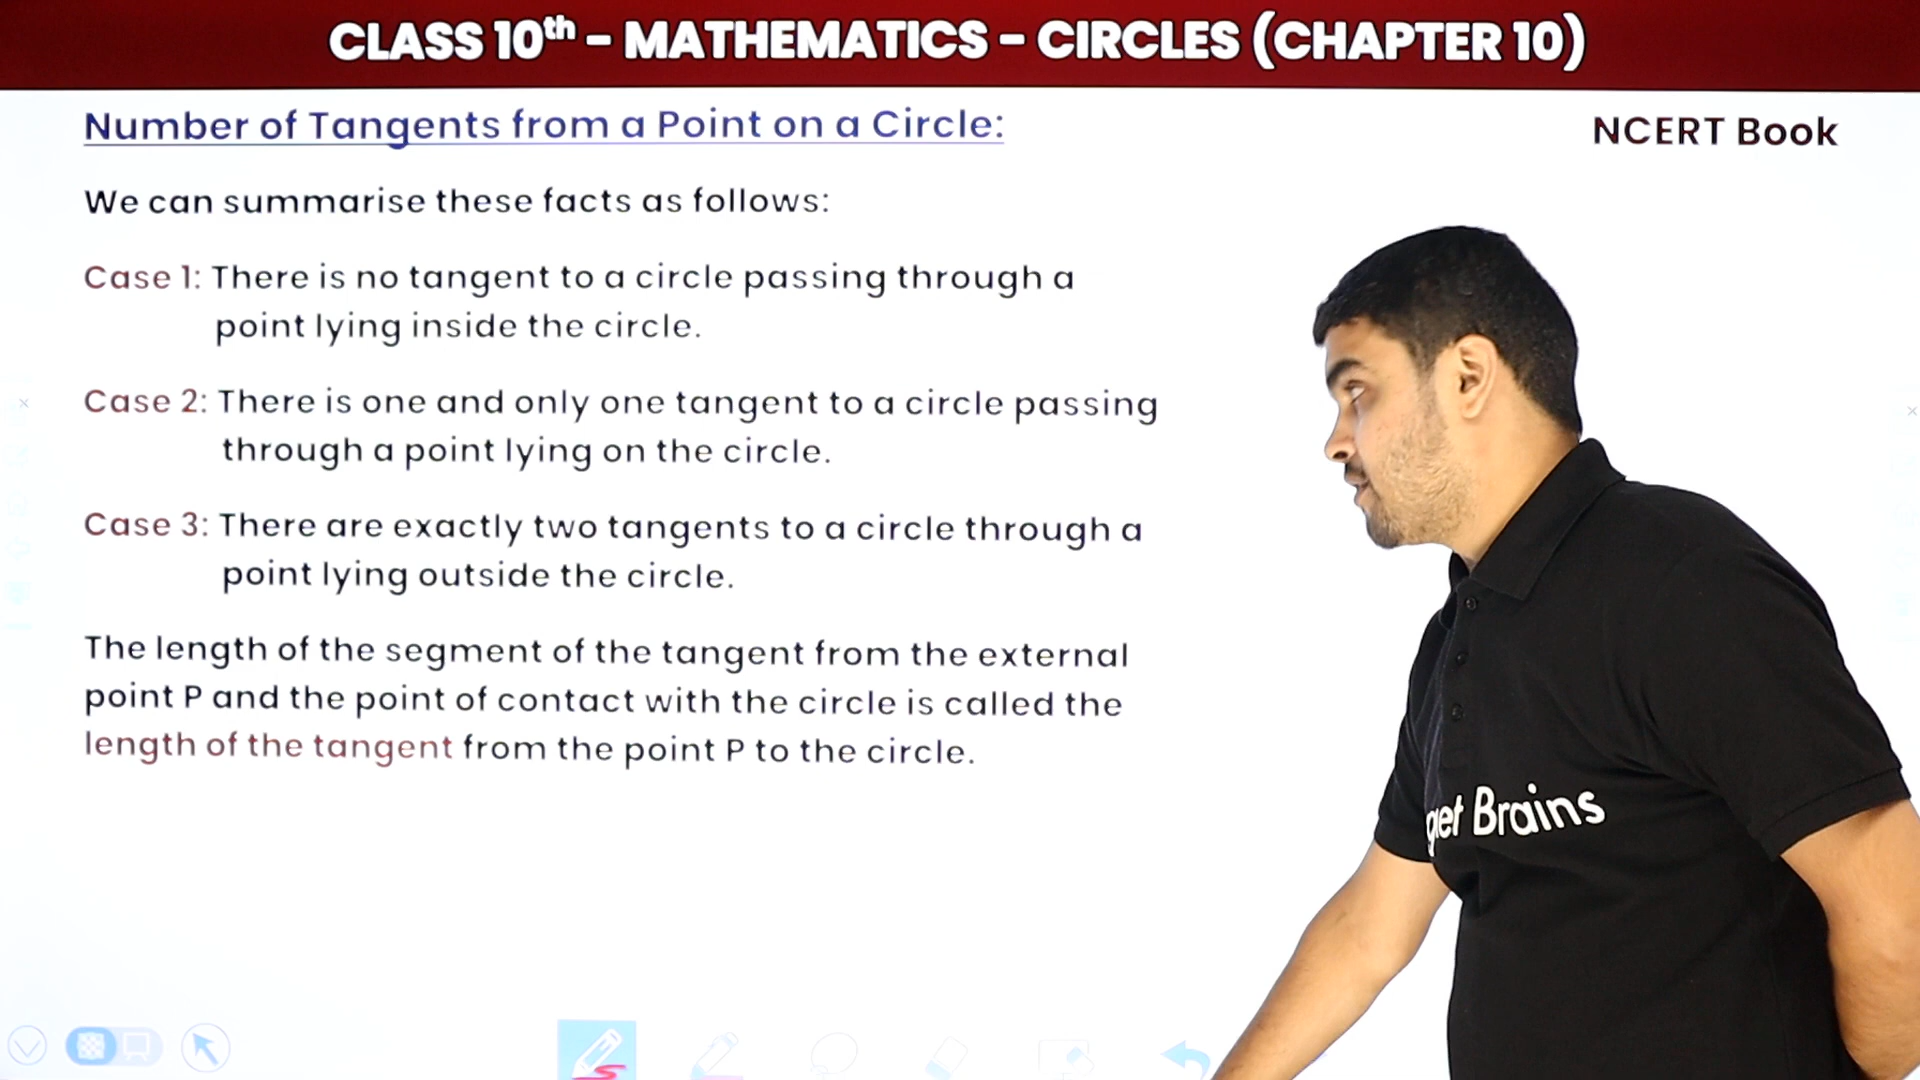 CLASS 10th - MATHEMATICS - CIRCLES (CHAPTER 10)
Number of Tangents from a Point on a Circle:
NCERT Book
We can summarise these facts as follows:
Case 1: There is no tangent to a circle passing through a
point lying inside the circle.
Case 2: There is one and only one tangent to a circle passing
through a point lying on the circle.
Case 3: There are exactly two tangents to a circle through a
point lying outside the circle.
The length of the segment of the tangent from the external
point P and the point of contact with the circle is called the
length of the tangent from the point P to the circle.
Brains